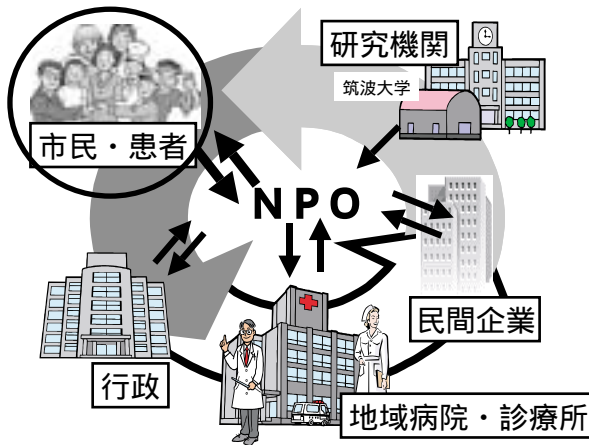 研究機関
筑波大学
市民・患者
NPO
民間企業
行政
地域病院・診療所